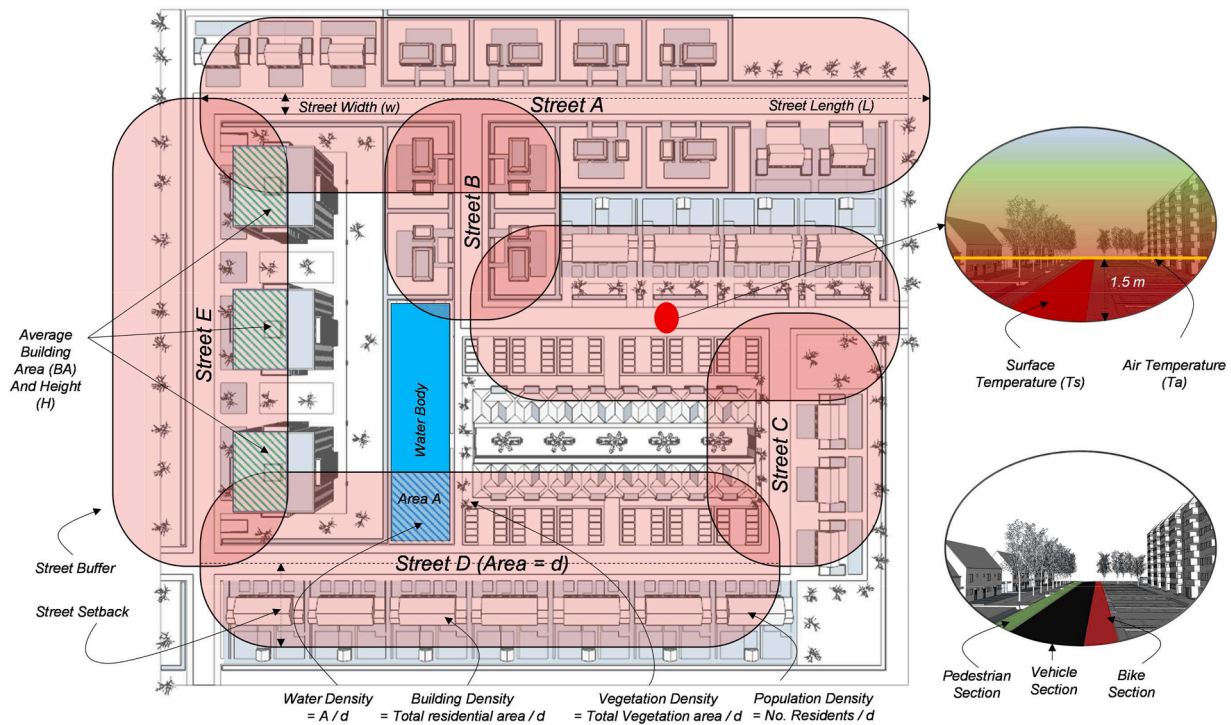 Street Width (w)
Street A
Street Length (L)
Street B
Street E
Average
Building
Area (BA)
And Height
(H)
Water Body
Area A
Street C
1.5 m
Surface
Temperature (Ts)
Air Temperature
(Ta)
Street Buffer
Street Setback
Street D (Area = d)
Water Density
= A / d
Building Density
= Total residential area / d
Vegetation Density
= Total Vegetation area / d
Population Density
= No. Residents / d
Pedestrian
Section
Vehicle
Section
Bike
Section